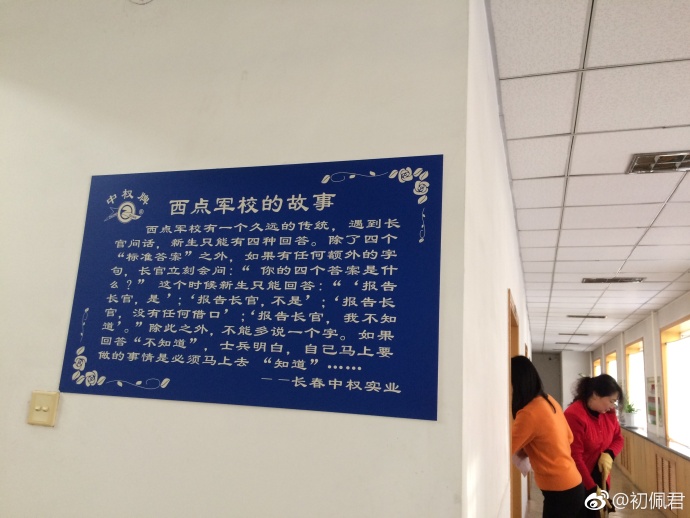 中权牌
西点军校的故事
西点军校有一个久远的传统，遇到长
官问话，新生只能有四种回答。除了四个
“标准答案”之外，如果有任何额外的字
句，长官立刻会问：“你的四个答案是什
么？” 这个时候新生只能回答：“‘报告
长官，是’；‘报告长官,不是’；‘报告长
官，没有任何借口’；‘报告长官，我不知
道’。”除此之外，不能多说一个字。如果
回答“不知道”，士兵明白，自己马上要
做的事情是必须马上去 “知道”……
——长春中权实业
@初佩君